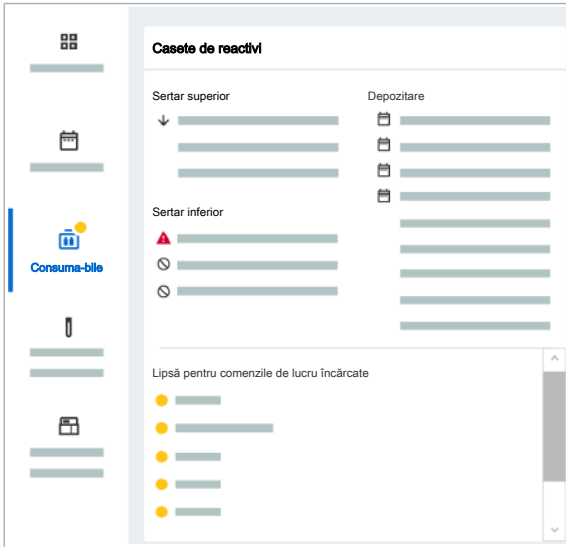 Casete de reactivi
Sertar superior
Depozitare
Sertar inferior
Consuma-bile
Lipsă pentru comenzile de lucru încărcate